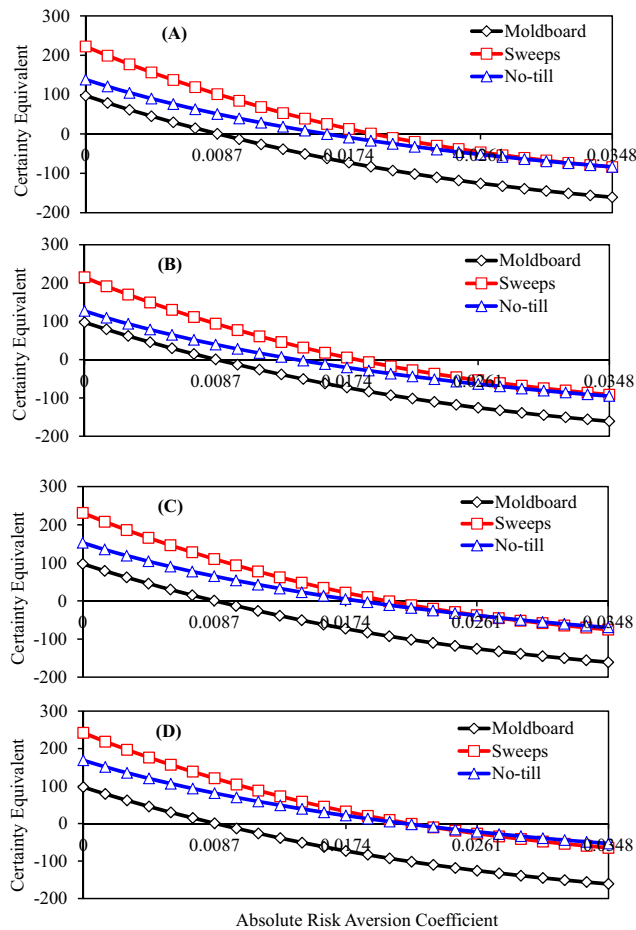 300
(A)
Moldboard
200
Sweeps
No-till
100
0
0
0.0087
0.0174
0.0261
0.0348
-100
-200
Certainty Equivalent
300
(B)
Moldboard
200
Sweeps
No-till
100
0
0
0.0087
0.0174
0.0261
0.0348
-100
-200
Certainty Equivalent
300
(C)
Moldboard
200
Sweeps
No-till
100
0
0
0.0087
0.0174
0.0261
0.0348
-100
-200
Certainty Equivalent
300
(D)
Moldboard
200
Sweeps
No-till
100
0
0
0.0087
0.0174
0.0261
0.0348
-100
-200
Certainty Equivalent
Absolute Risk Aversion Coefficient